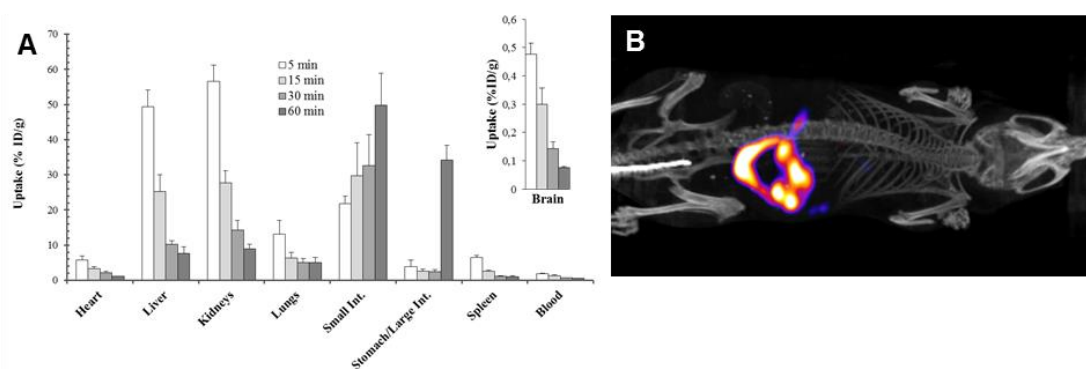 A
B
Uptake (% ID/g)
70
60
50
40
30
20
10
0
5 min
15 min
30 min
60 min
Heart
Liver
Kidneys
Lungs
Small Int.
Stomach/Large Int.
Spleen
Blood
Uptake (%ID/g)
0,6
0,5
0,4
0,3
0,2
0,1
0
Brain